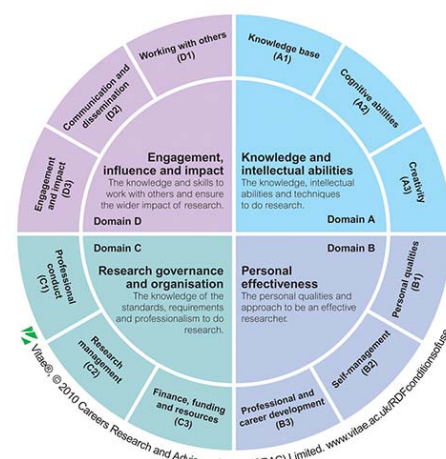 Working with others
(D1)
Knowledge base
(A1)
Communication and
dissemination
(D2)
Cognitive abilities
(A2)
Engagement
and impact
(D3)
Creativity
(A3)
Engagement,
influence and impact
The knowledge and skills to
work with others and ensure
the wider impact of research.
Domain D
Knowledge and
intellectual abilities
The knowledge, intellectual
abilities and techniques
to do research.
Domain A
Domain C
Research governance
and organisation
The knowledge of the
standards, requirements
and professionalism to do
research.
Domain B
Personal
effectiveness
The personal qualities and
approach to be an effective
researcher.
Professional
conduct
(C1)
Personal qualities
(B1)
Research
management
(C2)
Self-management
(B2)
Finance, funding
and resources
(C3)
Professional and
career development
(B3)
Vitae®, © 2010 Careers Research and Limited. www.vitae.ac.uk/RDFconditionsofuse